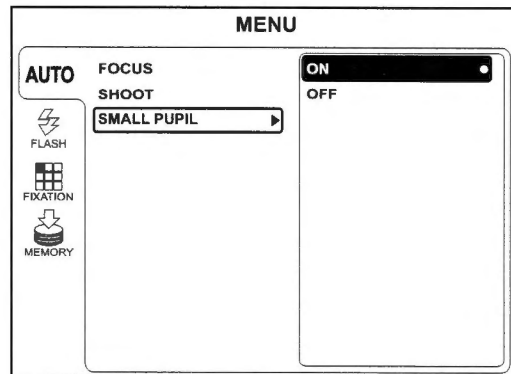 MENU
AUTO
FOCUS
SHOOT
SMALL PUPIL
ON
OFF
FLASH
FIXATION
MEMORY